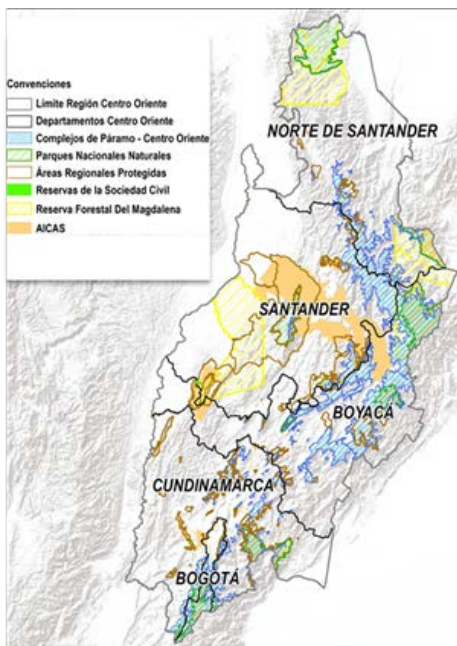 Convenciones
Límite Región Centro Oriente
Departamentos Centro Oriente
Complejos de Páramo - Centro Oriente
Parques Nacionales Naturales
Áreas Regionales Protegidas
Reservas de la Sociedad Civil
Reserva Forestal Del Magdalena
AICAS
NORTE DE SANTANDER
SANTANDER
BOYACÁ
CUNDINAMARCA
BOGOTÁ